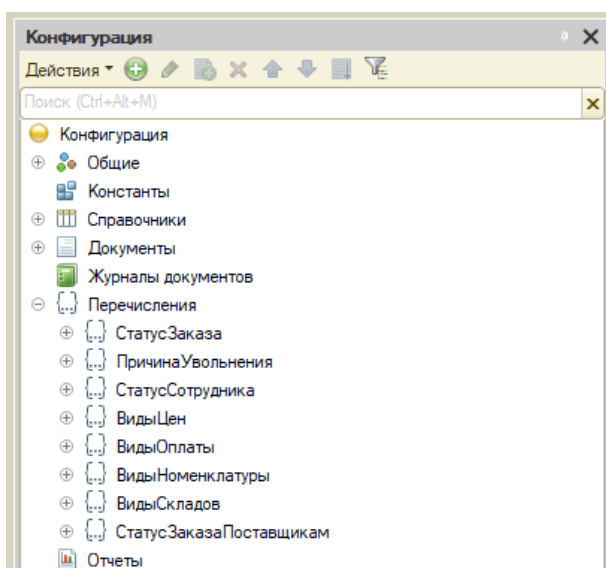 Конфигурация
Действия
Поиск (Ctrl+Alt+M)
Конфигурация
Общие
Константы
Справочники
Документы
Журналы документов
Перечисления
СтатусЗаказа
ПричинаУвольнения
СтатусСотрудника
ВидыЦен
ВидыОплаты
ВидыНоменклатуры
ВидыСкладов
СтатусЗаказаПоставщикам
Отчеты